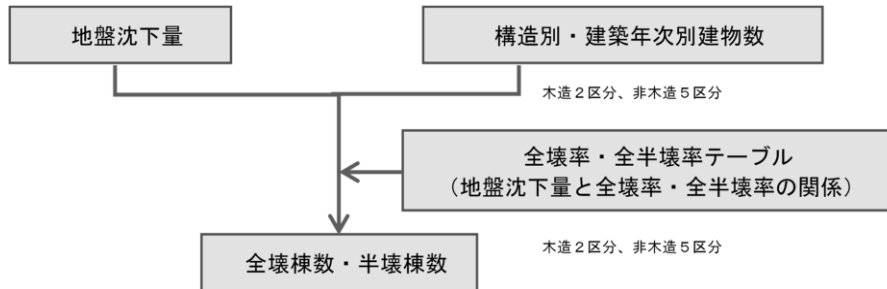 地盤沈下量
構造別・建築年次別建物数
木造２区分、非木造５区分
全壊率・全半壊率テーブル
（地盤沈下量と全壊率・全半壊率の関係）
全壊棟数・半壊棟数
木造２区分、非木造５区分